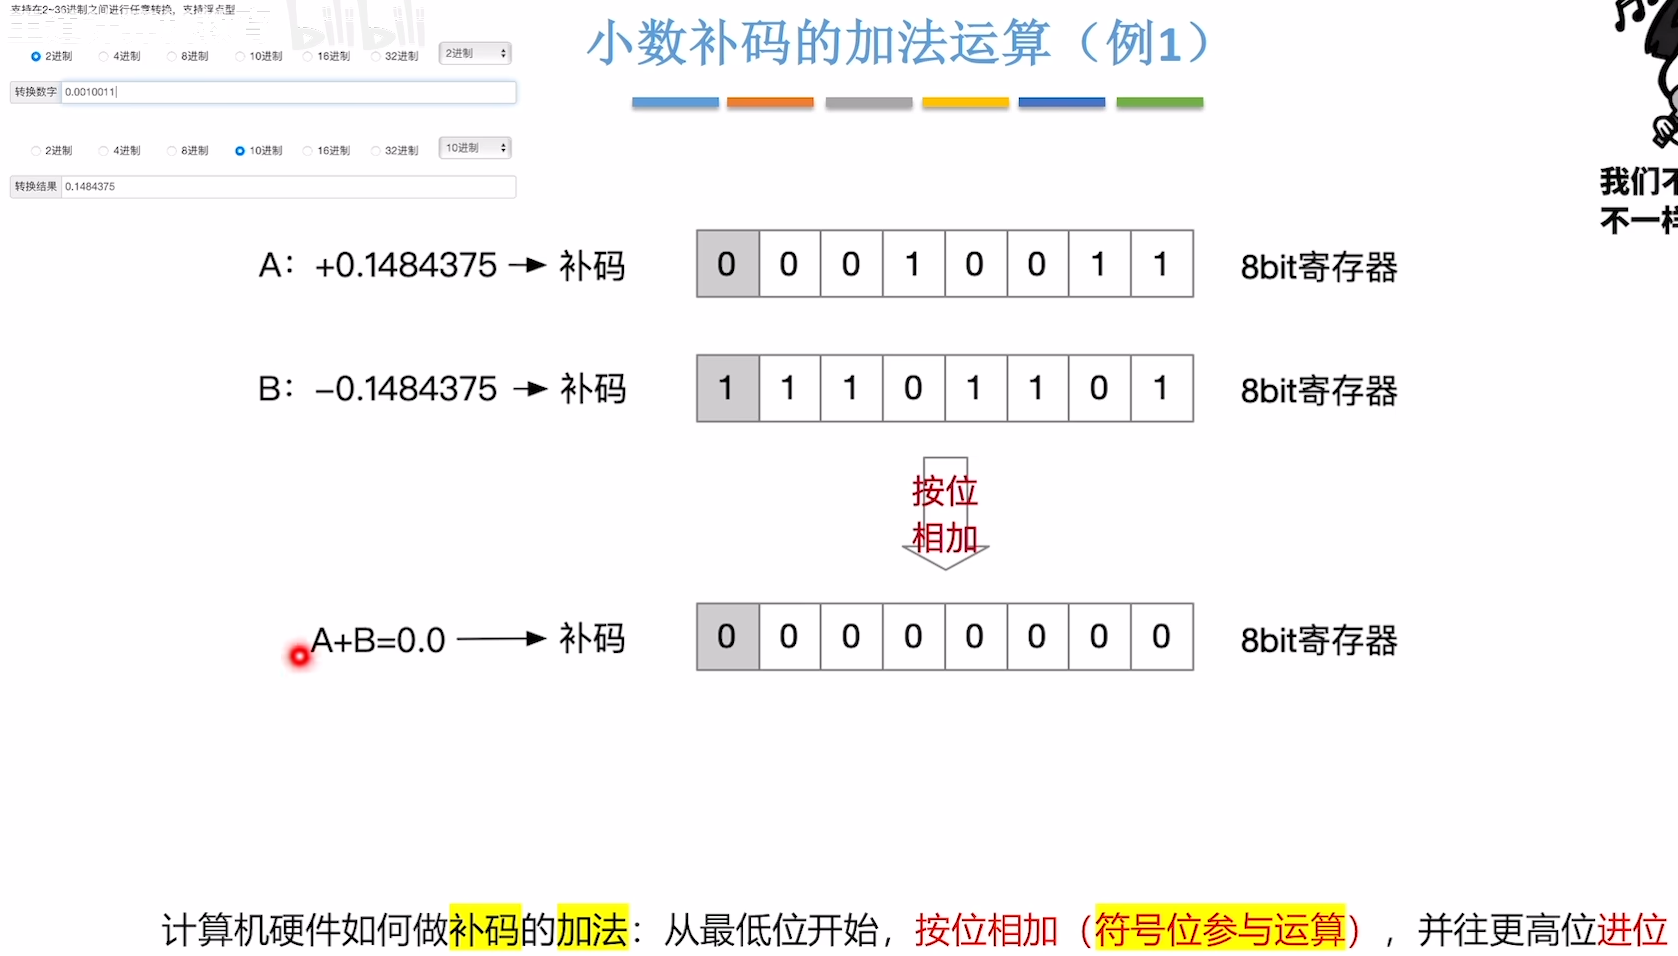 支持在2~36进制之间进行任意转换，支持浮点型
2进制 4进制 8进制 10进制 16进制 32进制 2进制
转换数字 0.0010011
2进制 4进制 8进制 10进制 16进制 32进制 10进制
转换结果 0.1484375
bilibili
小数补码的加法运算（例1）
我们不
不一样
A：+0.1484375 → 补码 0 0 0 1 0 0 1 1 8bit寄存器
B：−0.1484375 → 补码 1 1 1 0 1 1 0 1 8bit寄存器
按位
相加
A+B=0.0 → 补码 0 0 0 0 0 0 0 0 8bit寄存器
计算机硬件如何做补码的加法：从最低位开始，按位相加（符号位参与运算），并往更高位进位